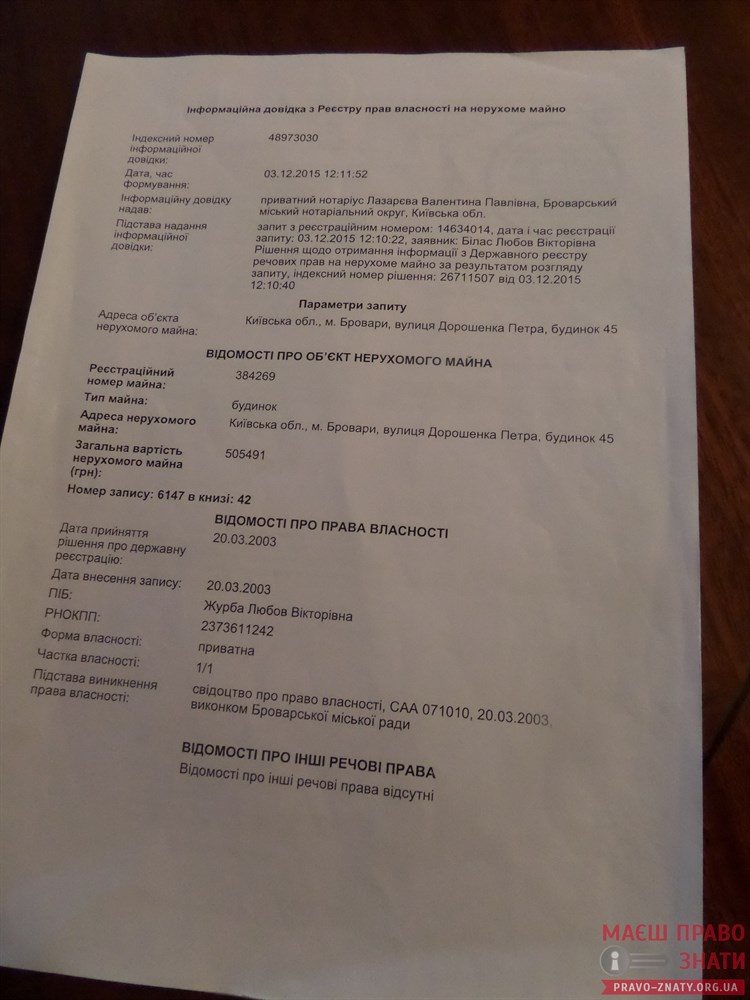 Інформаційна довідка з Реєстру прав власності на нерухоме майно
Індексний номер
інформаційної
довідки:
48973030
Дата, час
формування:
03.12.2015 12:11:52
Інформаційну довідку
надав:
приватний нотаріус Лазарєва Валентина Павлівна, Броварський
міський нотаріальний округ, Київська обл.
Підстава надання
інформаційної
довідки:
запит з реєстраційним номером: 14634014, дата і час реєстрації
запиту: 03.12.2015 12:10:22, заявник: Білас Любов Вікторівна
Рішення щодо отримання інформації з Державного реєстру
речових прав на нерухоме майно за результатом розгляду
запиту, індексний номер рішення: 26711507 від 03.12.2015
12:10:40
Параметри запиту
Адреса об'єкта
нерухомого майна:
Київська обл., м. Бровари, вулиця Дорошенка Петра, будинок 45
ВІДОМОСТІ ПРО ОБ'ЄКТ НЕРУХОМОГО МАЙНА
Реєстраційний
номер майна:
384269
Тип майна:
будинок
Адреса нерухомого
майна:
Київська обл., м. Бровари, вулиця Дорошенка Петра, будинок 45
Загальна вартість
нерухомого майна
(грн):
505491
Номер запису: 6147 в книзі: 42
ВІДОМОСТІ ПРО ПРАВА ВЛАСНОСТІ
Дата прийняття
рішення про державну
реєстрацію:
20.03.2003
Дата внесення запису:
20.03.2003
ПІБ:
Журба Любов Вікторівна
РНОКПП:
2373611242
Форма власності:
приватна
Частка власності:
1/1
Підстава виникнення
права власності:
свідоцтво про право власності, САА 071010, 20.03.2003,
виконком Броварської міської ради
ВІДОМОСТІ ПРО ІНШІ РЕЧОВІ ПРАВА
Відомості про інші речові права відсутні
МАЄШ ПРАВО
ЗНАТИ
PRAVO-ZNATY.ORG.UA